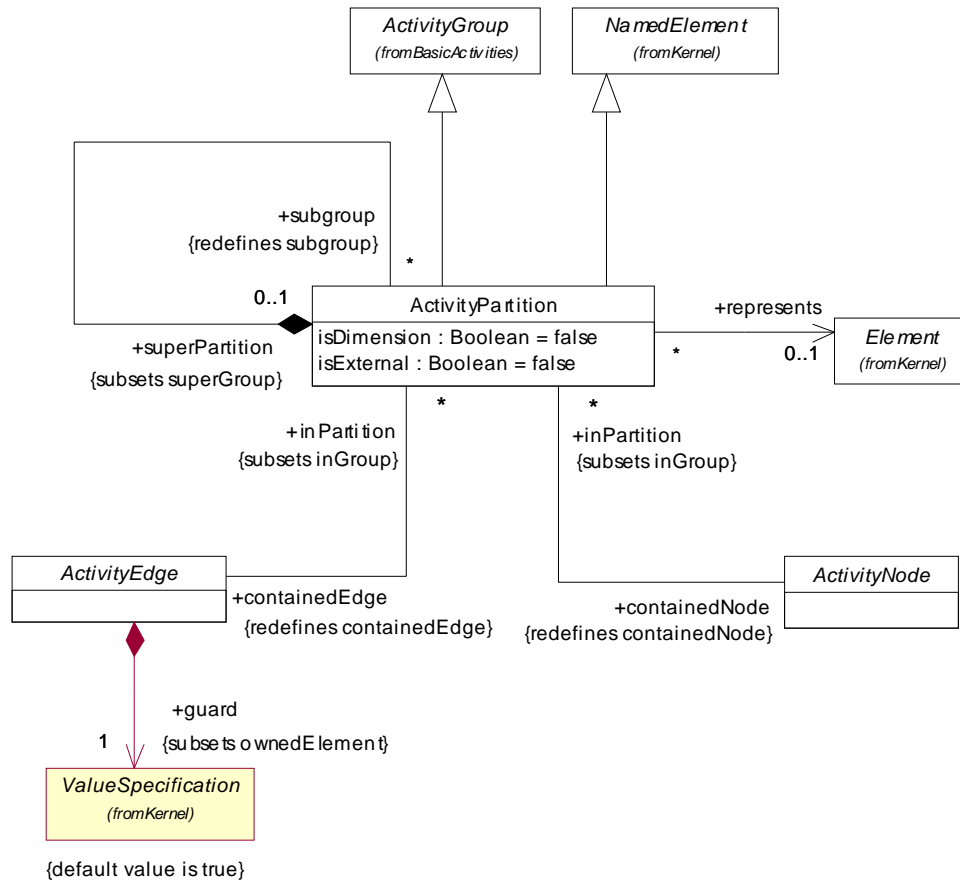 ActivityGroup
(fromBasicActivities)
NamedElement
(fromKernel)
+subgroup
{redefines subgroup}
*
0..1
+superPartition
{subsets superGroup}
ActivityPartition
isDimension : Boolean = false
isExternal : Boolean = false
+represents
*
0..1
Element
(fromKernel)
*
+inPartition
{subsets inGroup}
*
+inPartition
{subsets inGroup}
ActivityEdge
+containedEdge
{redefines containedEdge}
ActivityNode
+containedNode
{redefines containedNode}
+guard
1
{subsets ownedElement}
ValueSpecification
(fromKernel)
{default value is true}